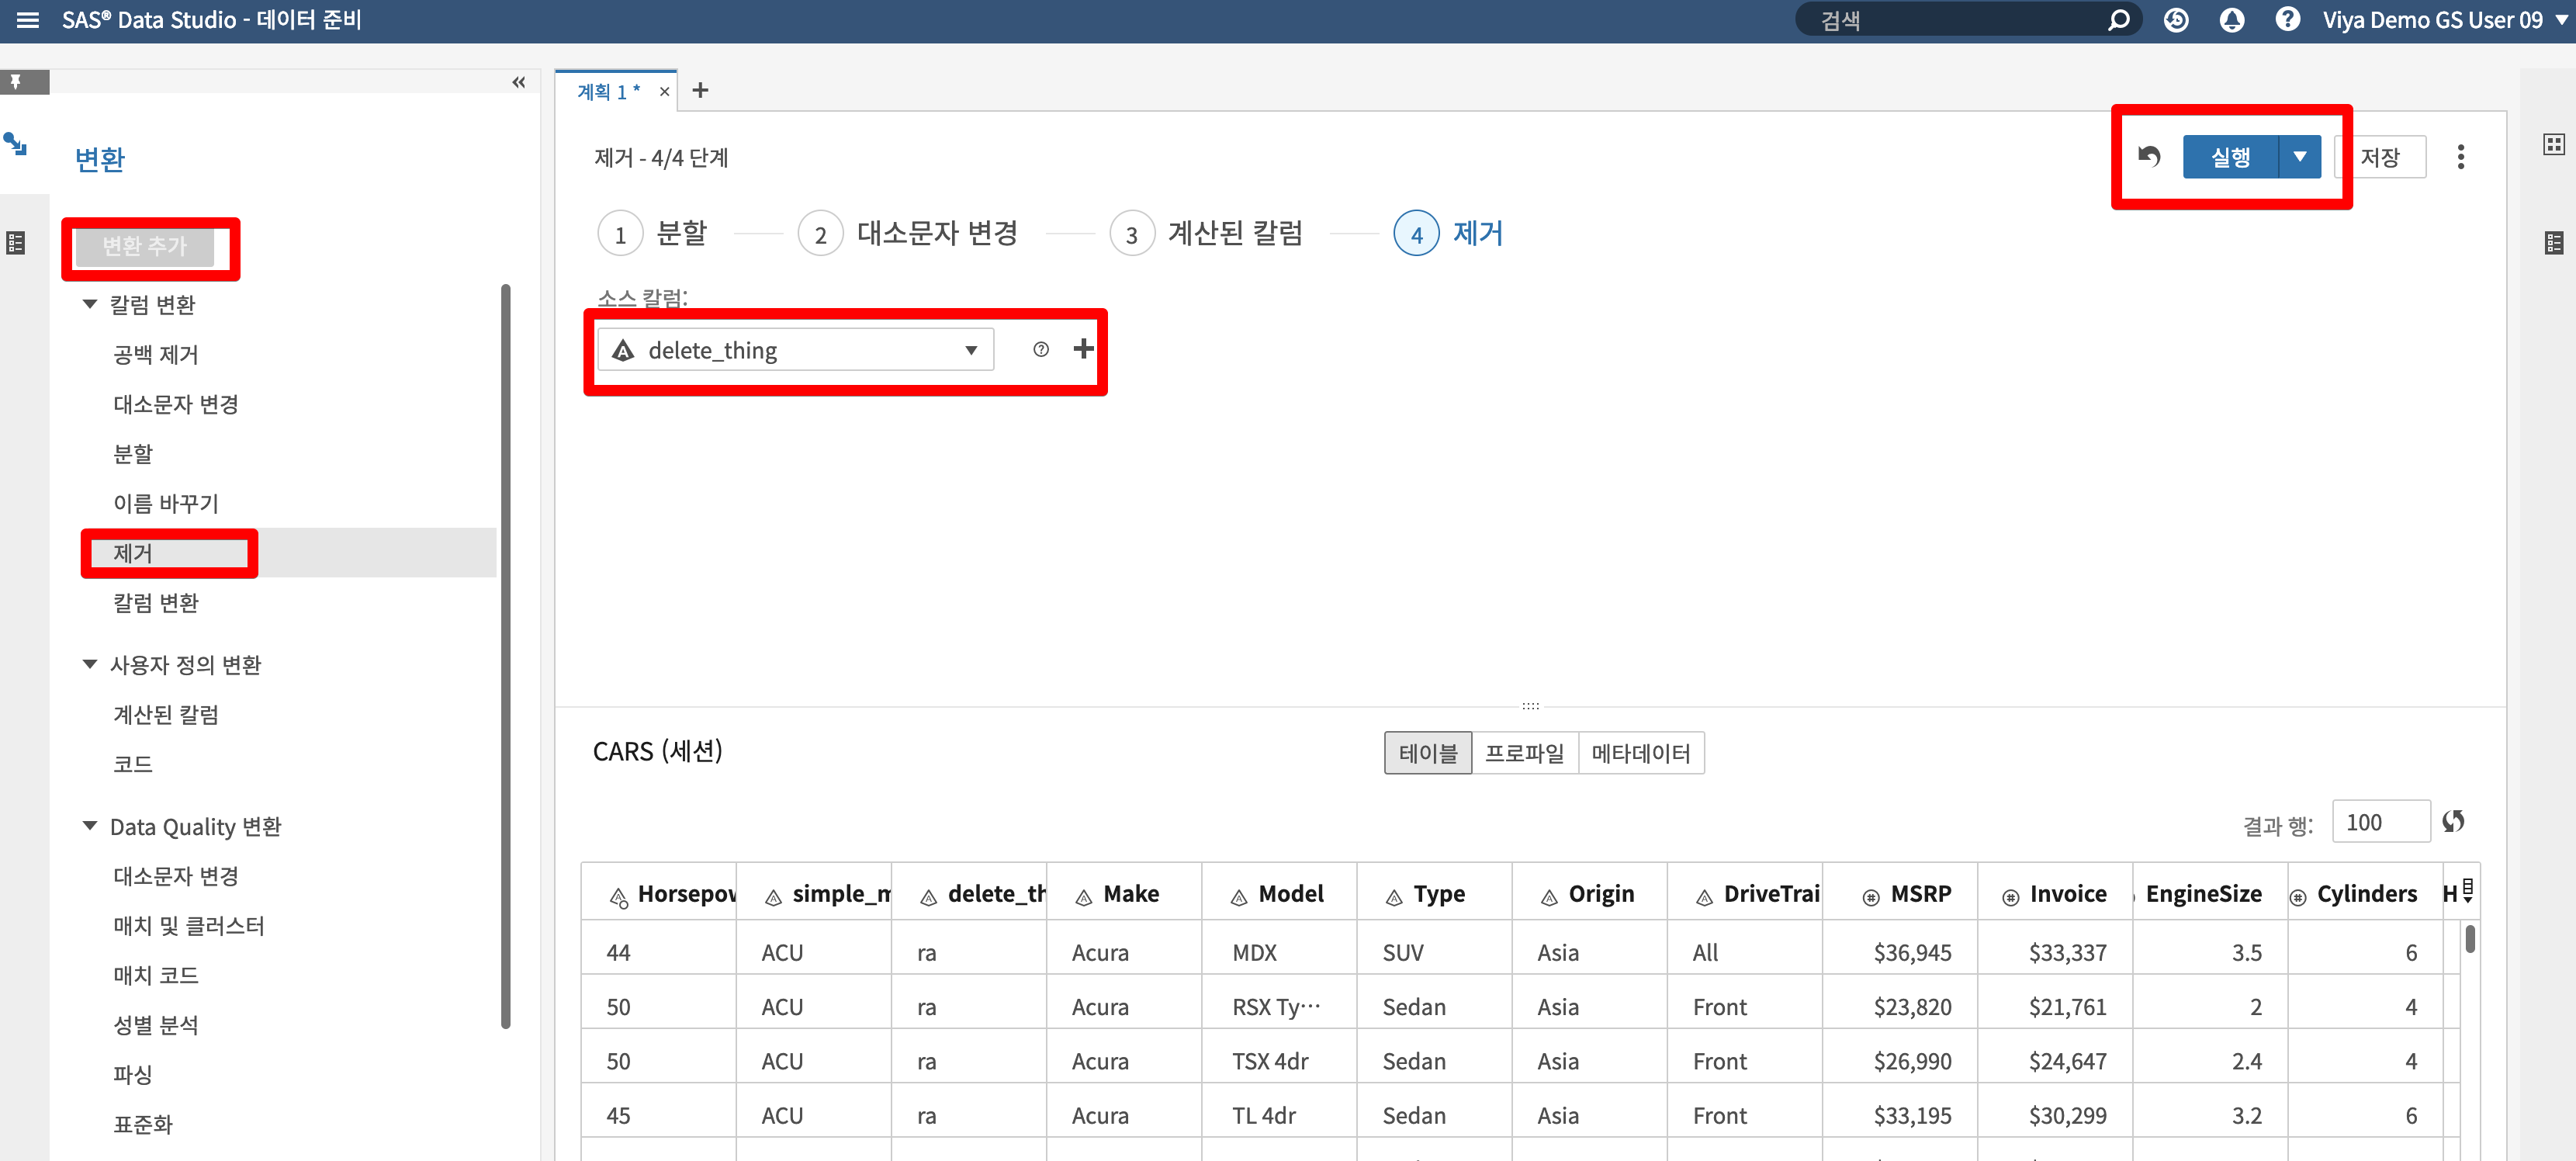 SAS® Data Studio - 데이터 준비
검색
Viya Demo GS User 09
계획 1 *
변환
변환 추가
칼럼 변환
공백 제거
대소문자 변경
분할
이름 바꾸기
제거
칼럼 변환
사용자 정의 변환
계산된 칼럼
코드
Data Quality 변환
대소문자 변경
매치 및 클러스터
매치 코드
성별 분석
파싱
표준화
제거 - 4/4 단계
실행
저장
1 분할
2 대소문자 변경
3 계산된 칼럼
4 제거
소스 칼럼:
delete_thing
CARS (세션)
테이블 프로파일 메타데이터
결과 행: 100
Horsepow simple_m delete_th Make Model Type Origin DriveTrai MSRP Invoice EngineSize Cylinders H
44 ACU ra Acura MDX SUV Asia All $36,945 $33,337 3.5 6
50 ACU ra Acura RSX Ty… Sedan Asia Front $23,820 $21,761 2 4
50 ACU ra Acura TSX 4dr Sedan Asia Front $26,990 $24,647 2.4 4
45 ACU ra Acura TL 4dr Sedan Asia Front $33,195 $30,299 3.2 6